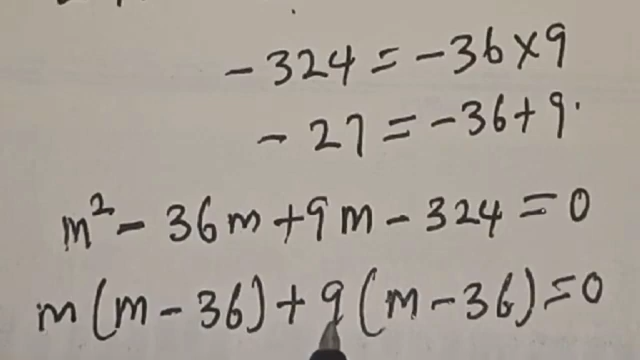 -324 = -36×9
-27 = -36+9.
m² - 36m + 9m - 324 = 0
m(m - 36) + 9(m - 36) = 0